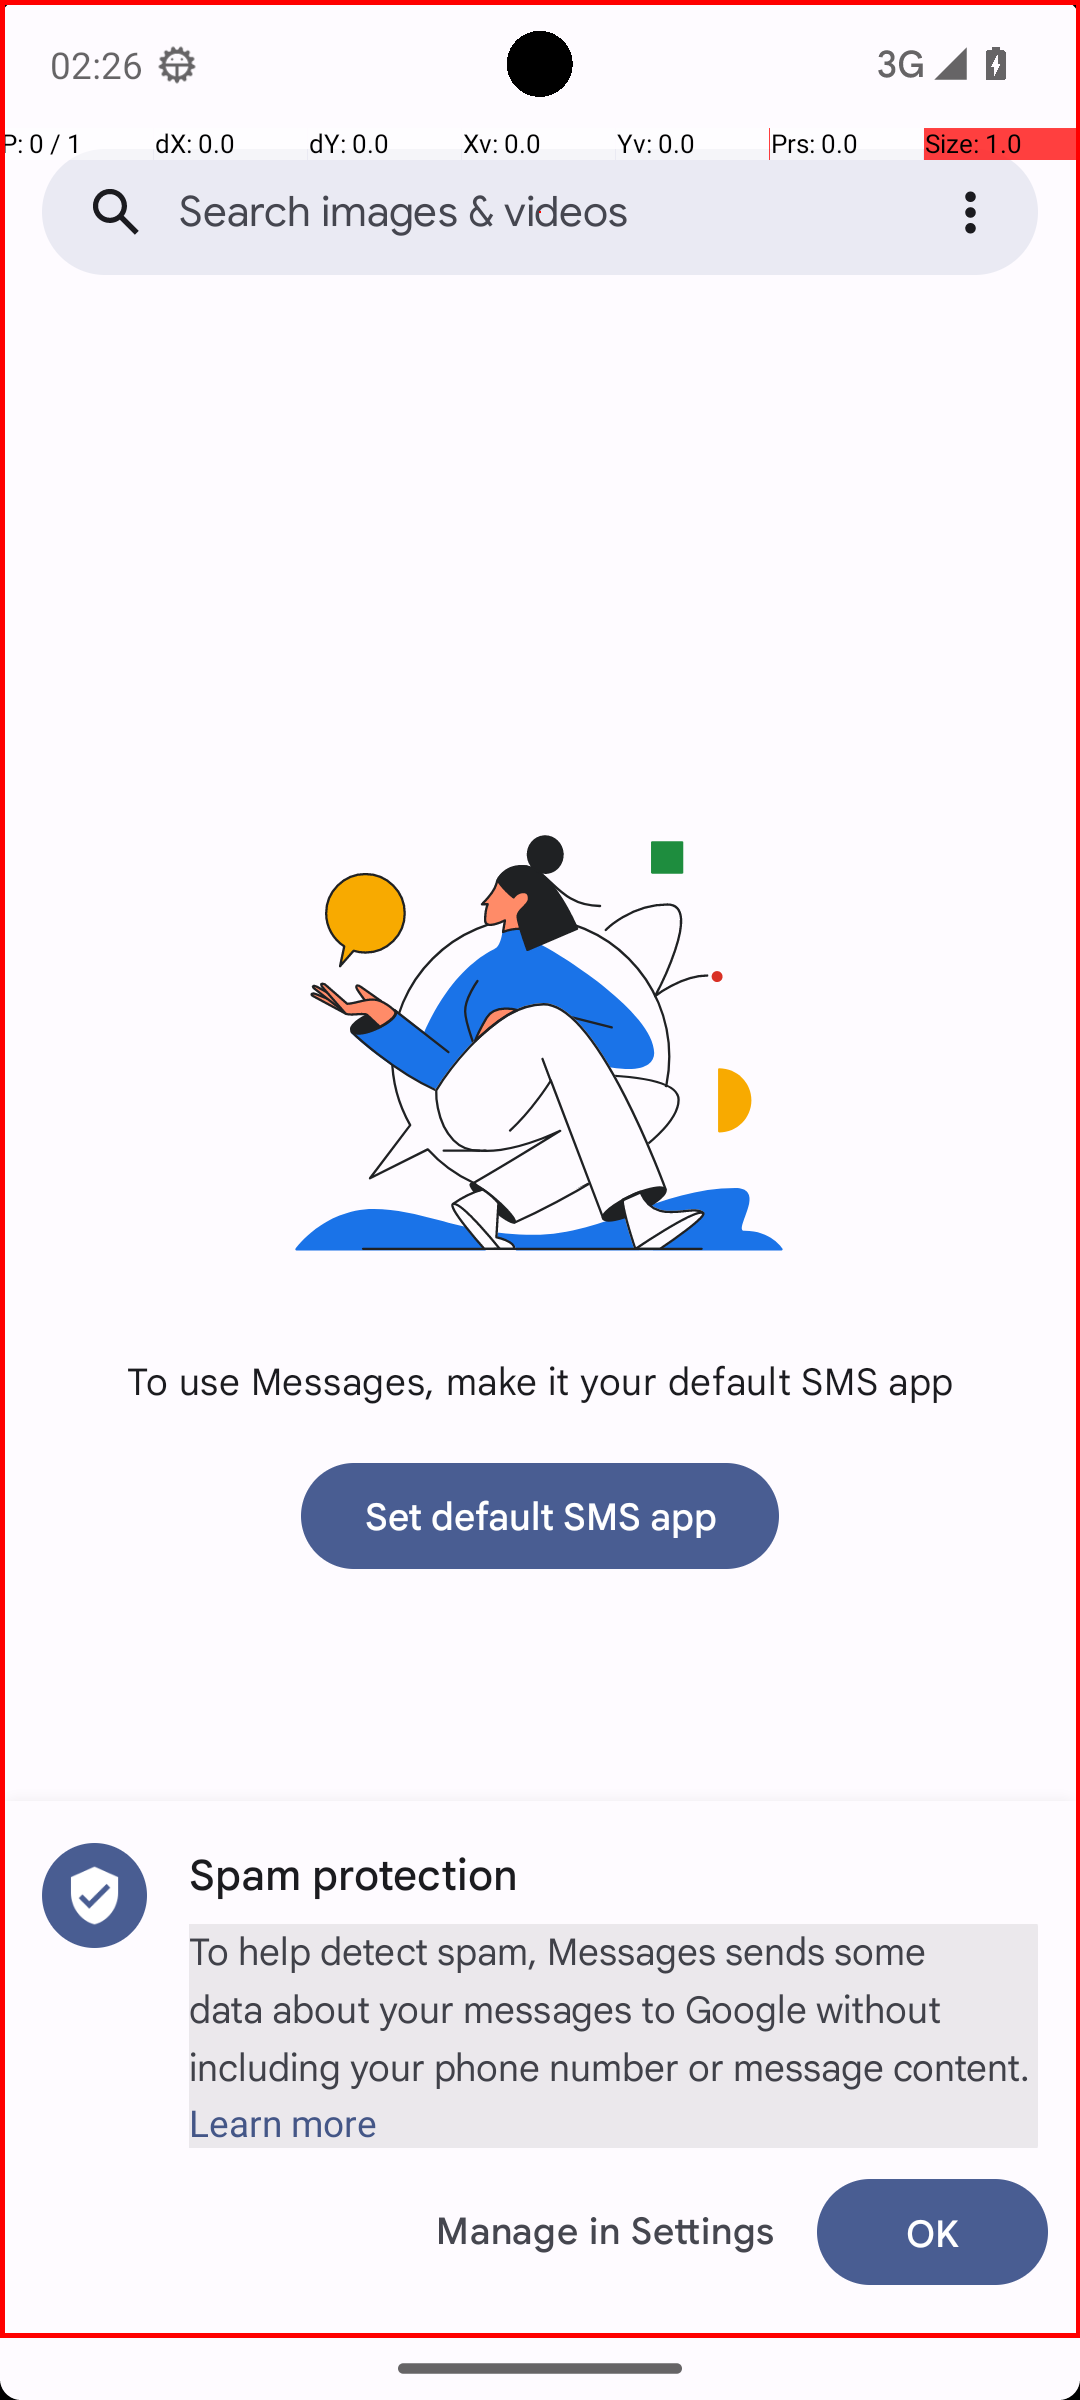 02:26
3G
P: 0 / 1 dX: 0.0 dY: 0.0 Xv: 0.0 Yv: 0.0 Prs: 0.0 Size: 1.0
Search images & videos
To use Messages, make it your default SMS app
Set default SMS app
Spam protection
To help detect spam, Messages sends some
data about your messages to Google without
including your phone number or message content.
Learn more
Manage in Settings
OK